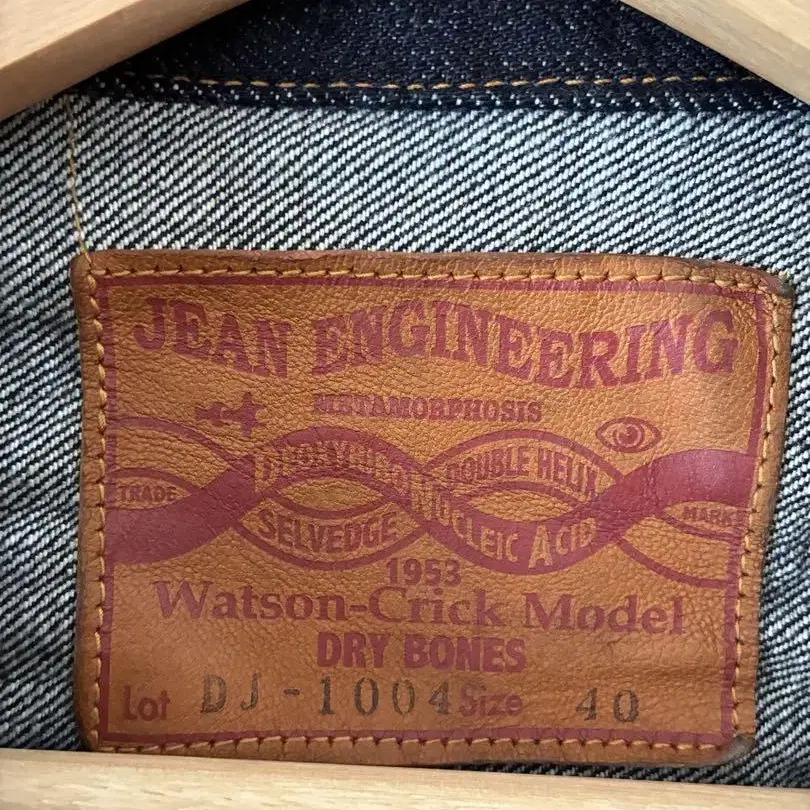 JEAN ENGINEERING
METAMORPHOSIS
DEOXYRIBO NUCLEIC ACID
DOUBLE HELIX
TRADE
MARK
SELVEDGE
1953
Watson-Crick Model
DRY BONES
Lot DJ-1004 Size 40